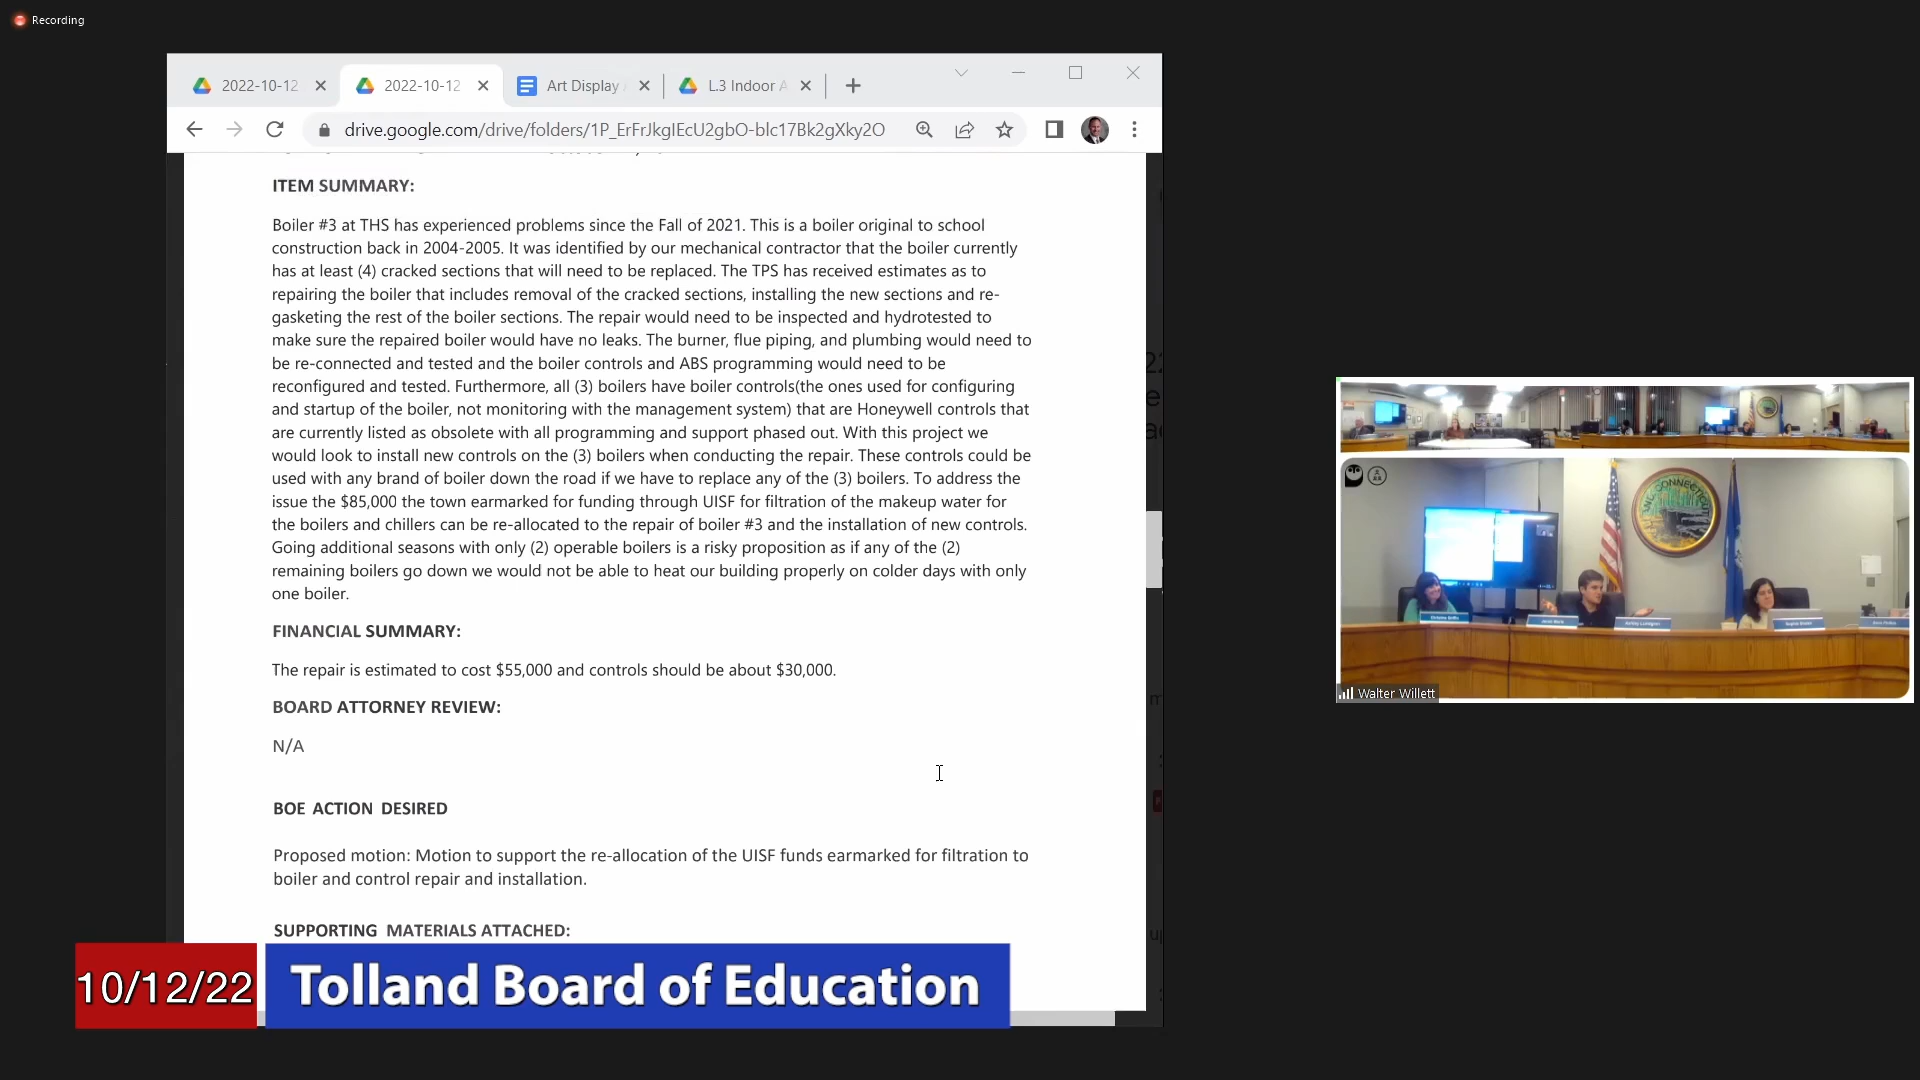 Recording
2022-10-12
2022-10-12
Art Display
L.3 Indoor A
drive.google.com/drive/folders/1P_ErFrJkgIEcU2gbO-blc17Bk2gXky2O
ITEM SUMMARY:
Boiler #3 at THS has experienced problems since the Fall of 2021. This is a boiler original to school
construction back in 2004-2005. It was identified by our mechanical contractor that the boiler currently
has at least (4) cracked sections that will need to be replaced. The TPS has received estimates as to
repairing the boiler that includes removal of the cracked sections, installing the new sections and re-
gasketing the rest of the boiler sections. The repair would need to be inspected and hydrotested to
make sure the repaired boiler would have no leaks. The burner, flue piping, and plumbing would need to
be re-connected and tested and the boiler controls and ABS programming would need to be
reconfigured and tested. Furthermore, all (3) boilers have boiler controls(the ones used for configuring
and startup of the boiler, not monitoring with the management system) that are Honeywell controls that
are currently listed as obsolete with all programming and support phased out. With this project we
would look to install new controls on the (3) boilers when conducting the repair. These controls could be
used with any brand of boiler down the road if we have to replace any of the (3) boilers. To address the
issue the $85,000 the town earmarked for funding through UISF for filtration of the makeup water for
the boilers and chillers can be re-allocated to the repair of boiler #3 and the installation of new controls.
Going additional seasons with only (2) operable boilers is a risky proposition as if any of the (2)
remaining boilers go down we would not be able to heat our building properly on colder days with only
one boiler.
FINANCIAL SUMMARY:
The repair is estimated to cost $55,000 and controls should be about $30,000.
BOARD ATTORNEY REVIEW:
N/A
BOE ACTION DESIRED
Proposed motion: Motion to support the re-allocation of the UISF funds earmarked for filtration to
boiler and control repair and installation.
SUPPORTING MATERIALS ATTACHED:
10/12/22
Tolland Board of Education
Walter Willett